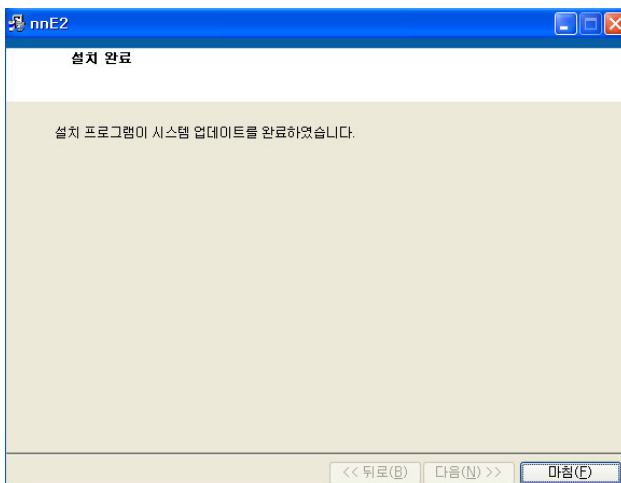 nnE2
설치 완료
설치 프로그램이 시스템 업데이트를 완료하였습니다.
<< 뒤로(B) 다음(N) >> 마침(F)